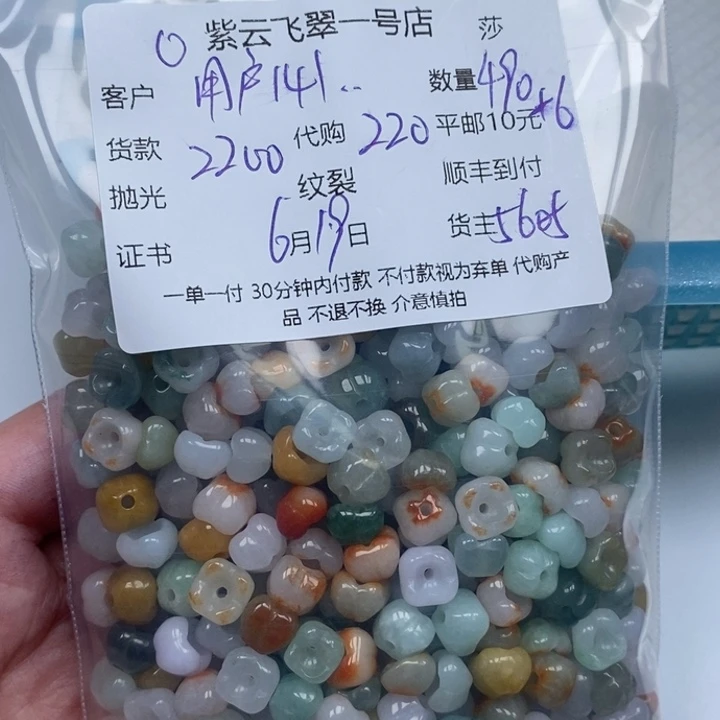 O 紫云飞翠一号店 莎
客户 用户141.. 数量490*6
货款 2200 代购 220 平邮10元
抛光 纹裂 顺丰到付
证书 6月19日 货主
一单一付 30分钟内付款 不付款视为弃单 代购产
品 不退不换 介意慎拍